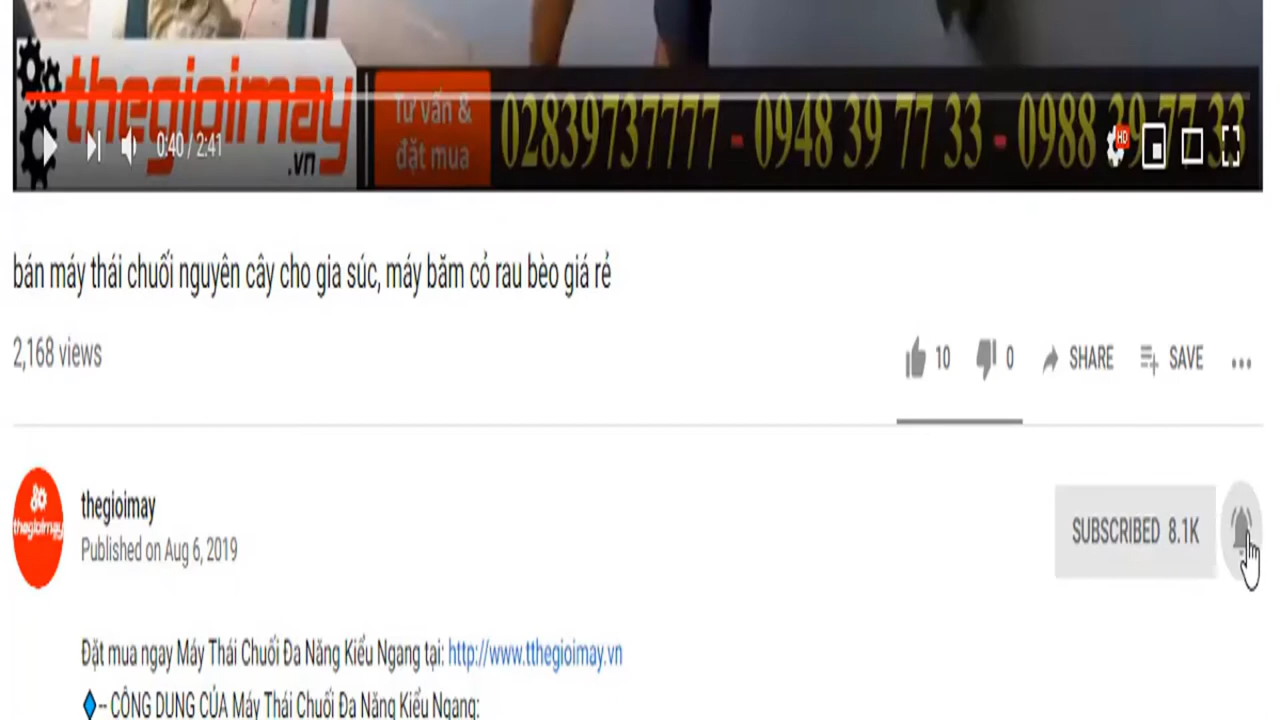 thegioimay
.vn
Tư vấn &
đặt mua
02839737777 - 0948 39 77 33 - 0988 39 77 33
HD
0:40 / 2:41
bán máy thái chuối nguyên cây cho gia súc, máy băm cỏ rau bèo giá rẻ
2,168 views
10 0 SHARE SAVE
thegioimay
thegioimay
Published on Aug 6, 2019
SUBSCRIBED 8.1K
Đặt mua ngay Máy Thái Chuối Đa Năng Kiểu Ngang tại: http://www.tthegioimay.vn
-- CÔNG DỤNG CỦA Máy Thái Chuối Đa Năng Kiểu Ngang: